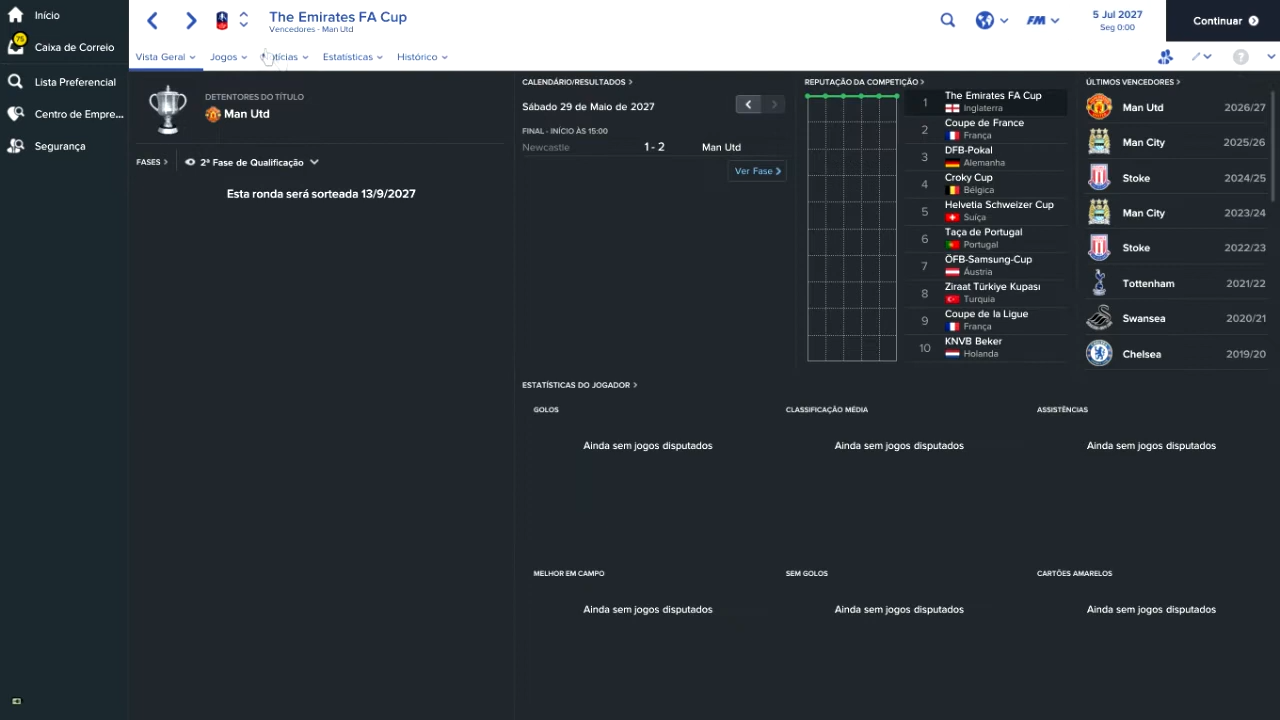 Início
75
Caixa de Correio
Lista Preferencial
Centro de Empre...
Segurança
The Emirates FA Cup
Vencedores - Man Utd
FM
5 Jul 2027
Seg 0:00
Continuar
Vista Geral
Jogos
Estatísticas
Histórico
DETENTORES DO TÍTULO
Man Utd
FASES
2ª Fase de Qualificação
Esta ronda será sorteada 13/9/2027
CALENDÁRIO/RESULTADOS
Sábado 29 de Maio de 2027
FINAL - INÍCIO ÀS 15:00
Newcastle 1 - 2 Man Utd
Ver Fase
REPUTAÇÃO DA COMPETIÇÃO
1 The Emirates FA Cup
Inglaterra
2 Coupe de France
França
3 DFB-Pokal
Alemanha
4 Croky Cup
Bélgica
5 Helvetia Schweizer Cup
Suíça
6 Taça de Portugal
Portugal
7 ÖFB-Samsung-Cup
Áustria
8 Ziraat Türkiye Kupası
Turquia
9 Coupe de la Ligue
França
10 KNVB Beker
Holanda
ÚLTIMOS VENCEDORES
Man Utd 2026/27
Man City 2025/26
Stoke 2024/25
Man City 2023/24
Stoke 2022/23
Tottenham 2021/22
Swansea 2020/21
Chelsea 2019/20
ESTATÍSTICAS DO JOGADOR
GOLOS
Ainda sem jogos disputados
CLASSIFICAÇÃO MÉDIA
Ainda sem jogos disputados
ASSISTÊNCIAS
Ainda sem jogos disputados
MELHOR EM CAMPO
Ainda sem jogos disputados
SEM GOLOS
Ainda sem jogos disputados
CARTÕES AMARELOS
Ainda sem jogos disputados